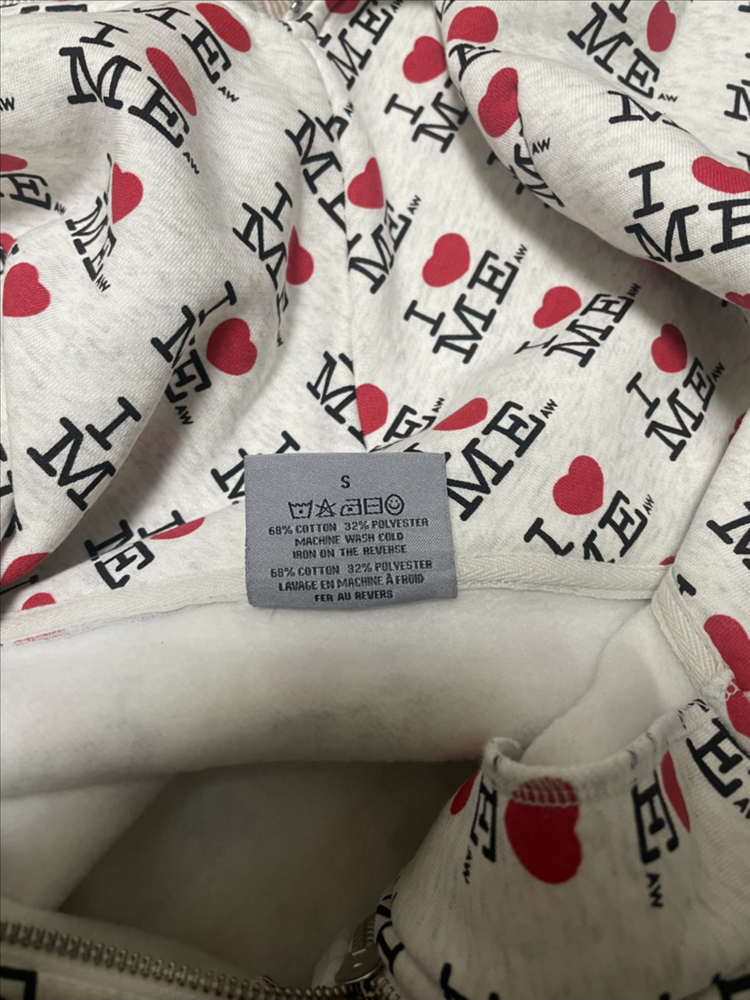 I ME AW
S
68% COTTON 32% POLYESTER
MACHINE WASH COLD
IRON ON THE REVERSE
68% COTTON 32% POLYESTER
LAVAGE EN MACHINE À FROID
FER AU REVERS